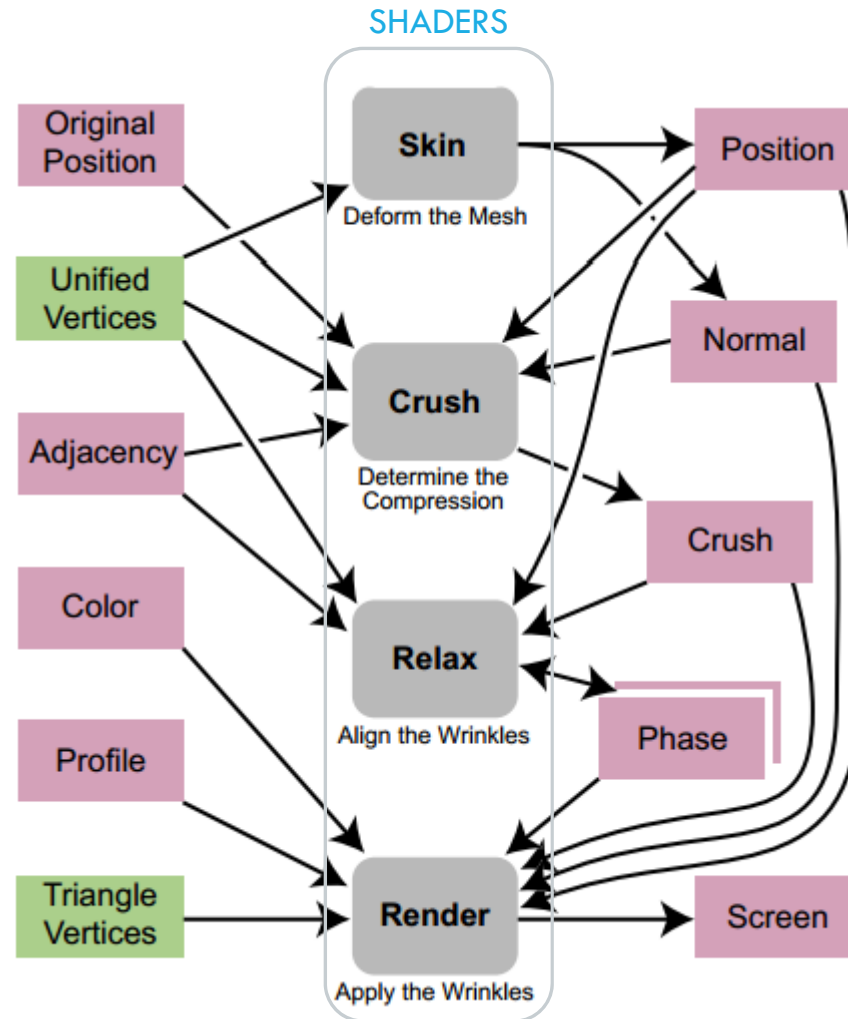 SHADERS
Original
Position
Skin
Position
Deform the Mesh
Unified
Vertices
Normal
Crush
Adjacency
Determine the
Compression
Crush
Color
Relax
Align the Wrinkles
Phase
Profile
Triangle
Vertices
Render
Screen
Apply the Wrinkles